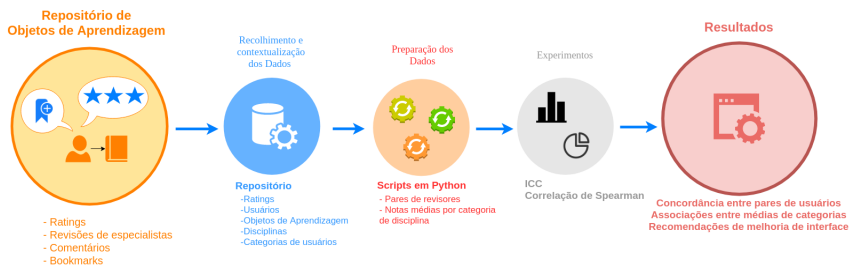 Repositório de
Objetos de Aprendizagem
- Ratings
- Revisões de especialistas
- Comentários
- Bookmarks
Recolhimento e
contextualização
dos Dados
Repositório
-Ratings
-Usuários
-Objetos de Aprendizagem
-Disciplinas
-Categorias de usuários
Preparação dos
Dados
Scripts em Python
- Pares de revisores
- Notas médias por categoria
de disciplina
Experimentos
ICC
Correlação de Spearman
Resultados
Concordância entre pares de usuários
Associações entre médias de categorias
Recomendações de melhoria de interface